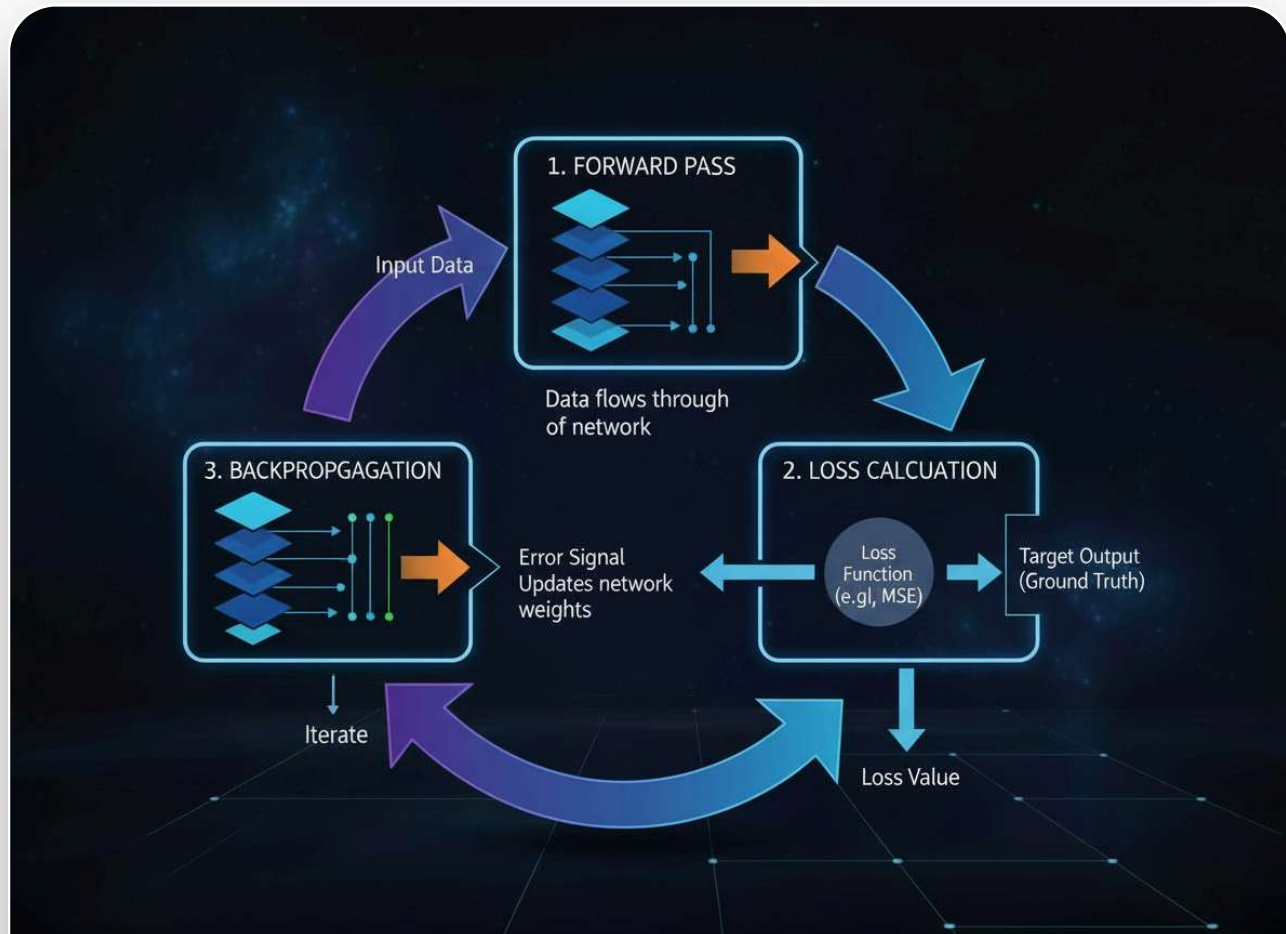 1. FORWARD PASS
Input Data
Data flows through
of network
2. LOSS CALCUATION
Loss
Function
(e.gl, MSE)
Target Output
(Ground Truth)
Loss Value
3. BACKPROPGAGATION
Error Signal
Updates network
weights
Iterate